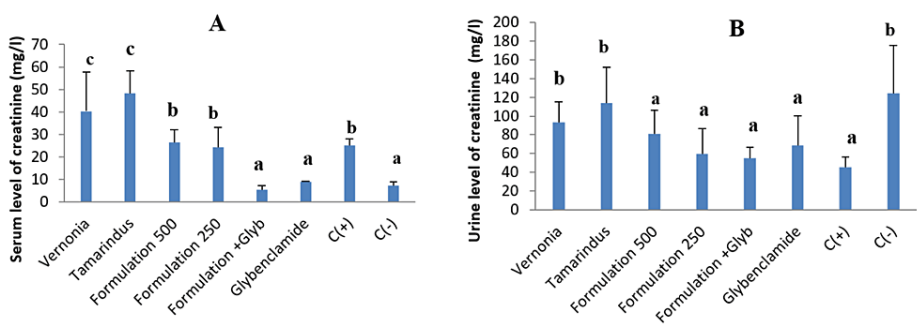 A
Serum level of creatinine (mg/l)
70
60
50
40
30
20
10
0
c
c
b
b
a
a
b
a
Vernonia
Tamarindus
Formulation 500
Formulation 250
Formulation +Glyb
Glybenclamide
C(+)
C(-)
B
Urine level of creatinine (mg/l)
200
180
160
140
120
100
80
60
40
20
0
b
b
a
a
a
a
a
b
Vernonia
Tamarindus
Formulation 500
Formulation 250
Formulation +Glyb
Glybenclamide
C(+)
C(-)